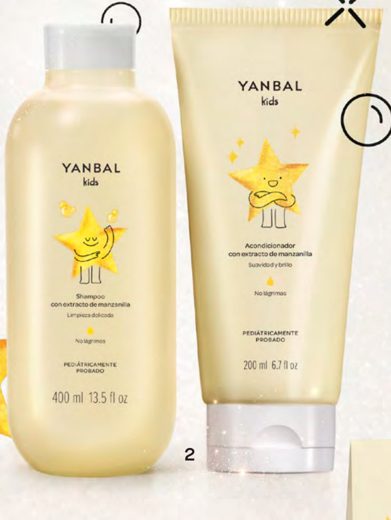 YANBAL
kids
Shampoo
con extracto de manzanilla
Limpieza delicada
No lágrimas
PEDIÁTRICAMENTE
PROBADO
400 ml 13.5 fl oz
YANBAL
kids
Acondicionador
con extracto de manzanilla
Suavidad y brillo
No lágrimas
PEDIÁTRICAMENTE
PROBADO
200 ml 6.7 fl oz
2